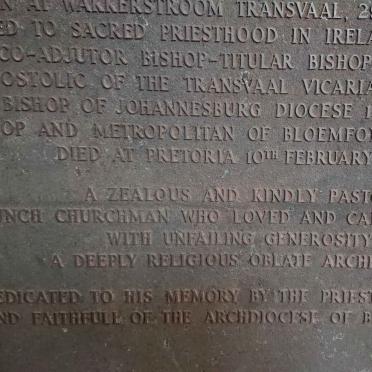 AT WAKKERSTROOM TRANSVAAL, 29
ED TO SACRED PRIESTHOOD IN IREL
CO-ADJUTOR BISHOP-TITULAR BISHOP
OSTOLIC OF THE TRANSVAAL VICARIA
BISHOP OF JOHANNESBURG DIOCESE
OP AND METROPOLITAN OF BLOEMFO
DIED AT PRETORIA 10TH FEBRUARY
A ZEALOUS AND KINDLY PAST
UNCH CHURCHMAN WHO LOVED AND CA
WITH UNFAILING GENEROSITY
A DEEPLY RELIGIOUS OBLATE ARCH
EDICATED TO HIS MEMORY BY THE PRIEST
ND FAITHFULL OF THE ARCHDIOCESE OF B